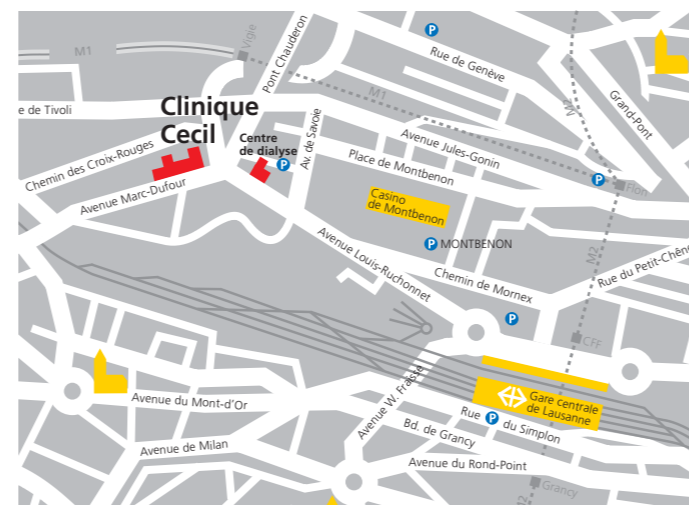 P
M1
Vigie
Pont Chauderon
Rue de Genève
M1
M2
Grand-Pont
e de Tivoli
Clinique
Cecil
Centre
de dialyse
P
Av. de Savoie
Avenue Jules-Gonin
Chemin des Croix-Rouges
Place de Montbenon
P
Flon
Avenue Marc-Dufour
Casino
de Montbenon
P MONTBENON
Avenue Louis-Ruchonnet
M2
Chemin de Mornex
Rue du Petit-Chên
P
CFF
Avenue W. Fraisse
Gare centrale
de Lausanne
Avenue du Mont-d'Or
Rue P du Simplon
Bd. de Grancy
Avenue de Milan
Avenue du Rond-Point
Grancy
M2